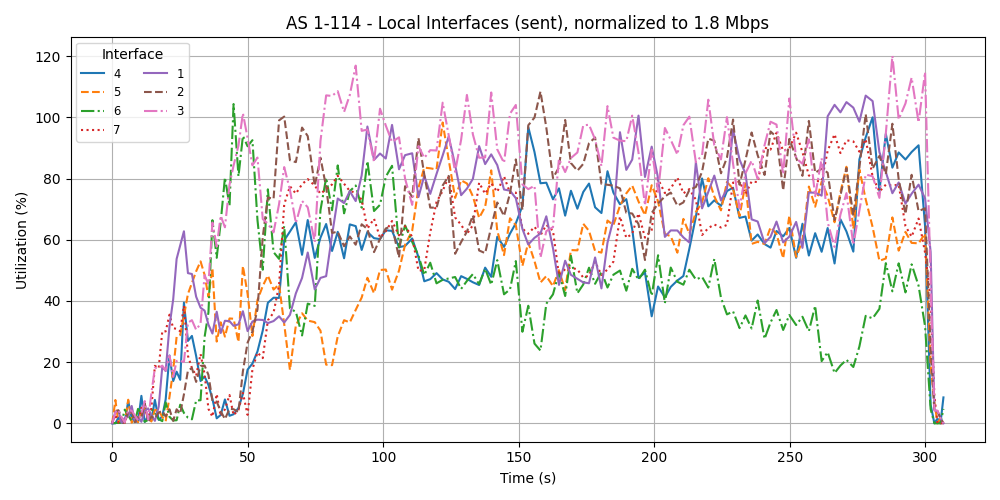 AS 1-114 - Local Interfaces (sent), normalized to 1.8 Mbps
Interface
4
5
6
7
1
2
3
Utilization (%)
120
100
80
60
40
20
0
0 50 100 150 200 250 300
Time (s)